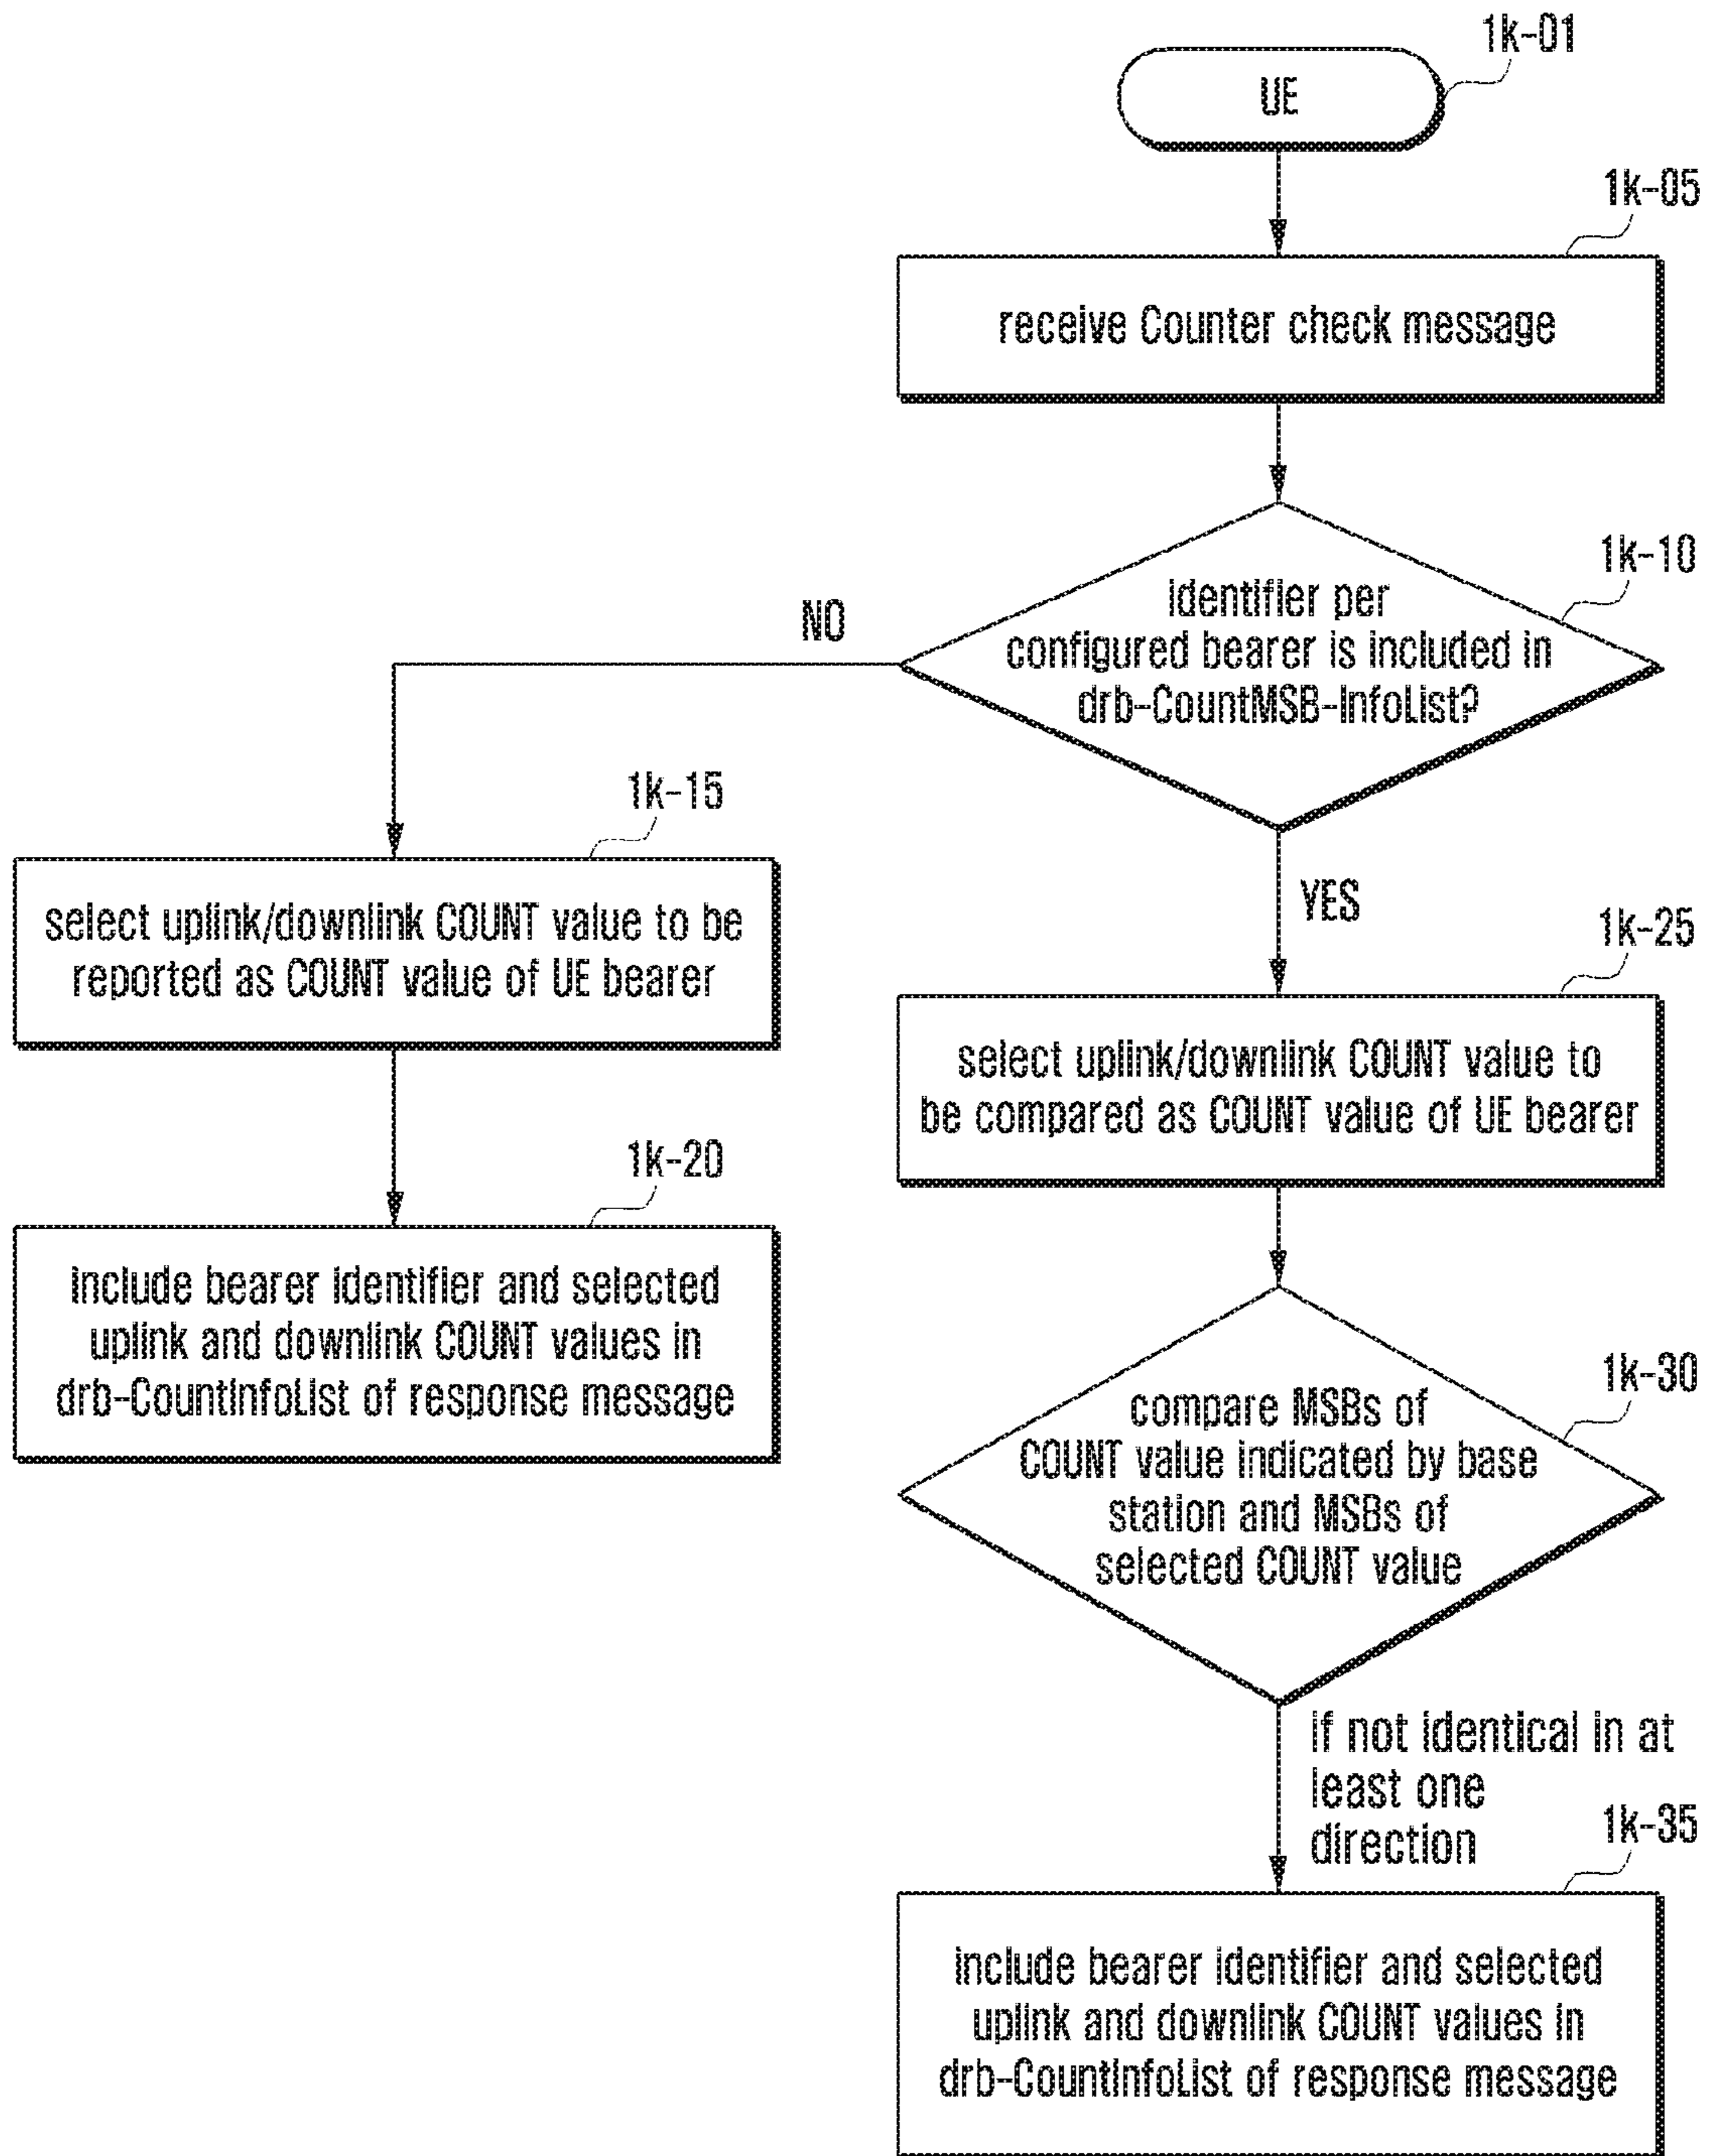 1k-01
UE
1k-05
receive Counter check message
1k-10
identifier per
configured bearer is included in
drb-CountMSB-InfoList?
NO
YES
1k-15
select uplink/downlink COUNT value to be
reported as COUNT value of UE bearer
1k-20
include bearer identifier and selected
uplink and downlink COUNT values in
drb-CountInfoList of response message
1k-25
select uplink/downlink COUNT value to
be compared as COUNT value of UE bearer
1k-30
compare MSBs of
COUNT value indicated by base
station and MSBs of
selected COUNT value
if not identical in at
least one
direction
1k-35
include bearer identifier and selected
uplink and downlink COUNT values in
drb-CountInfoList of response message